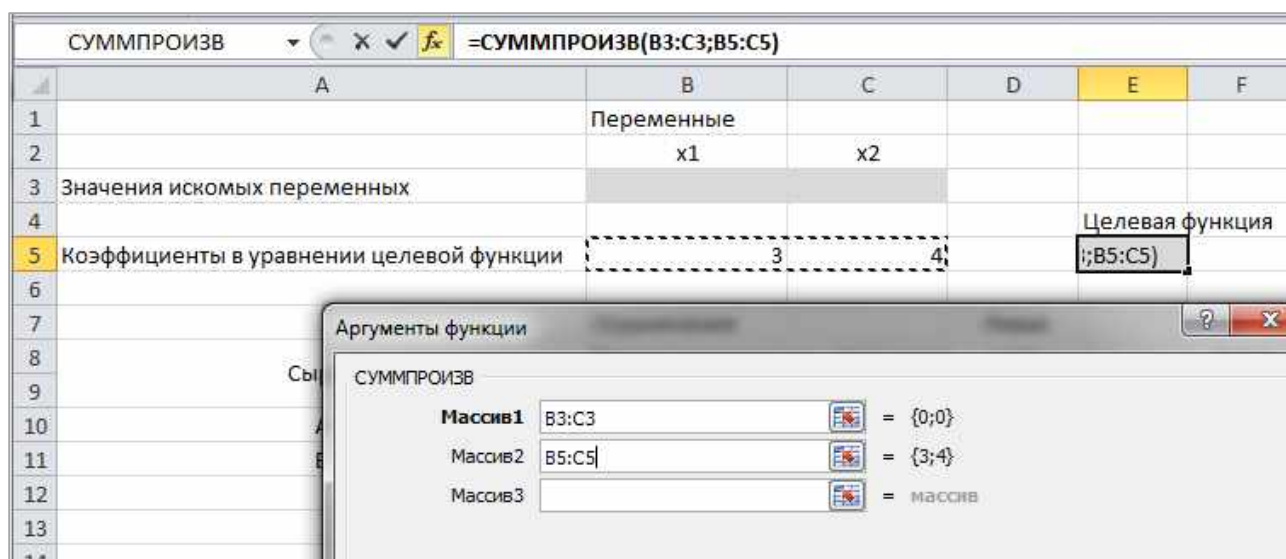 СУММПРОИЗВ fx =СУММПРОИЗВ(B3:C3;B5:C5)
A B C D E F
1 Переменные
2 x1 x2
3 Значения искомых переменных
4 Целевая функция
5 Коэффициенты в уравнении целевой функции 3 4 ;B5:C5)
6
7 Аргументы функции
8 Сы
СУММПРОИЗВ
9
10 Массив1 B3:C3 = {0;0}
11 Массив2 B5:C5 = {3;4}
12 Массив3 = массив
13